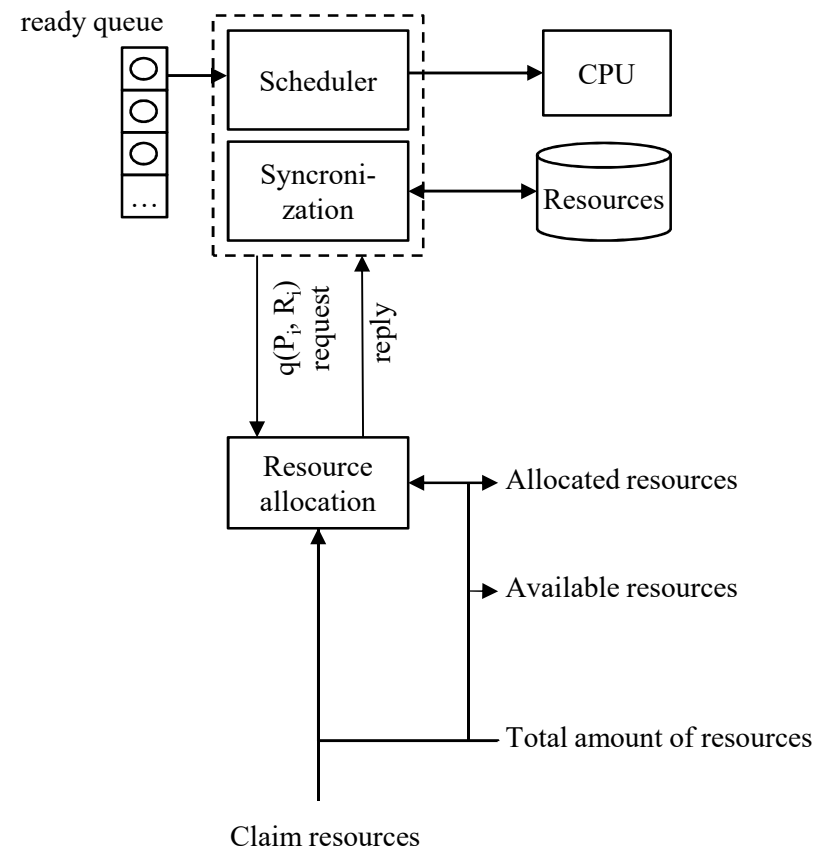 ready queue
Scheduler
CPU
Syncroni-
zation
Resources
...
q(Pi, Ri)
request
reply
Resource
allocation
Allocated resources
Available resources
Total amount of resources
Claim resources